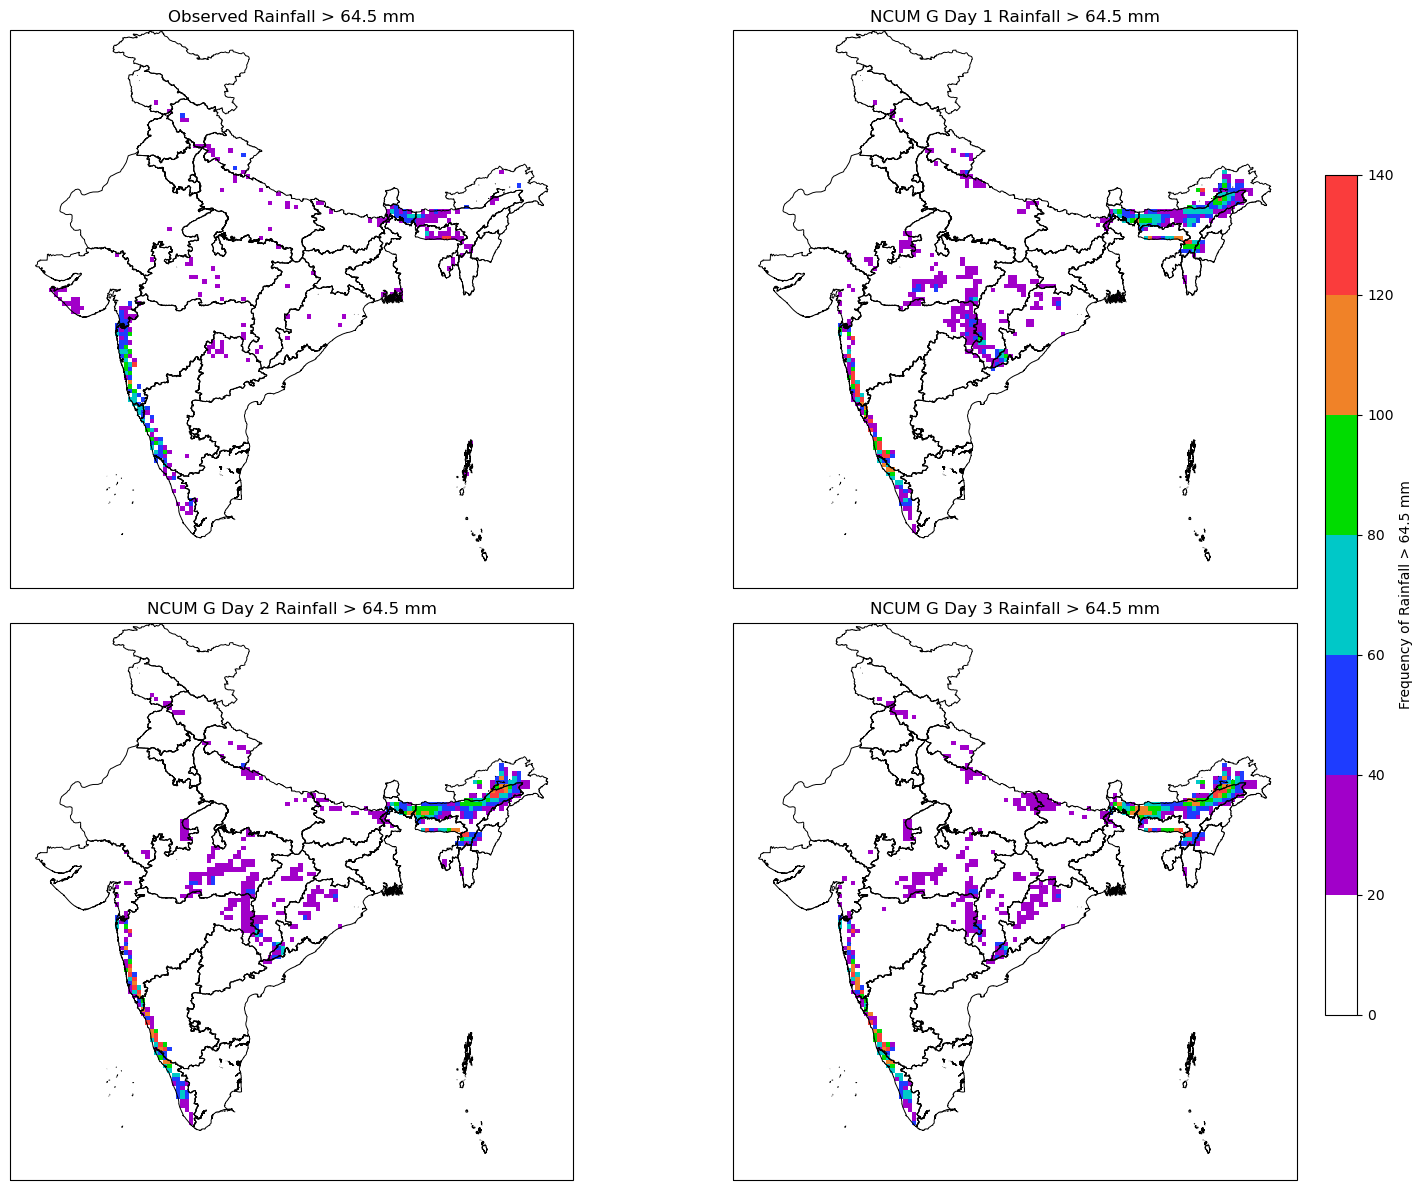 Observed Rainfall > 64.5 mm
NCUM G Day 1 Rainfall > 64.5 mm
NCUM G Day 2 Rainfall > 64.5 mm
NCUM G Day 3 Rainfall > 64.5 mm
140
120
100
80
60
40
20
0
Frequency of Rainfall > 64.5 mm